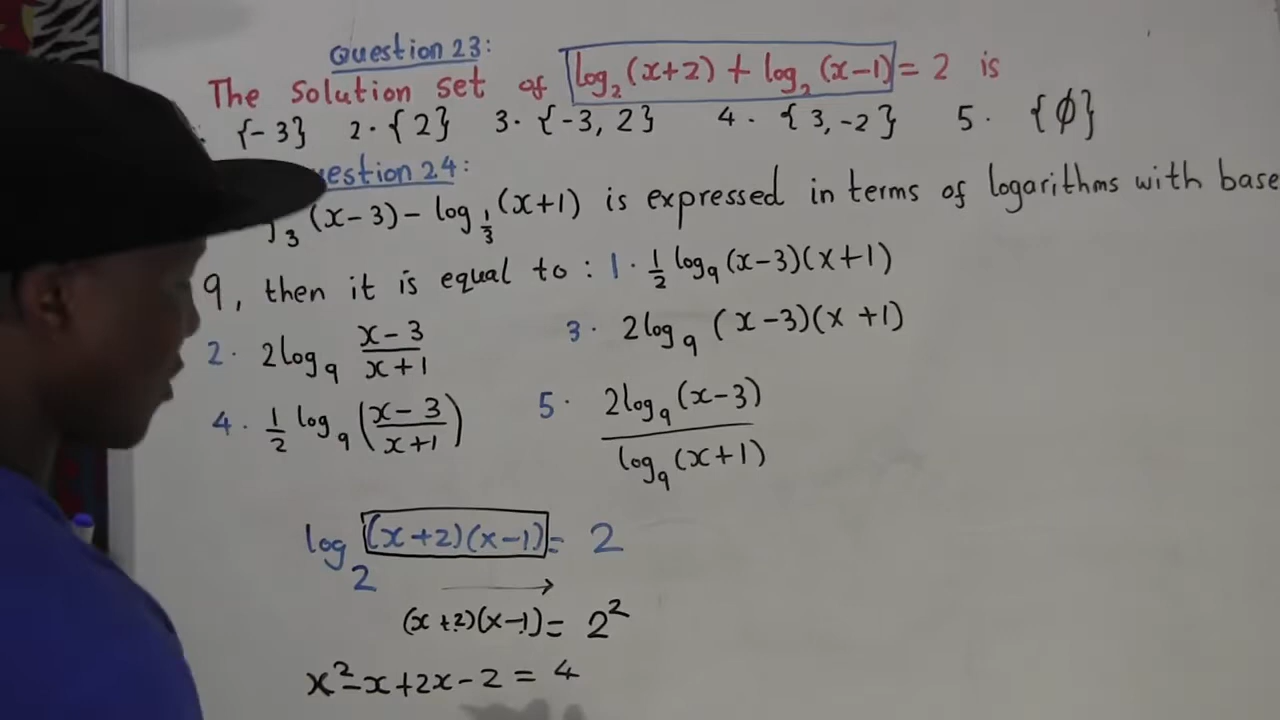 Question 23:
The solution set of log₂(x+2) + log₂(x-1) = 2 is
{-3} 2. {2} 3. {-3, 2} 4. {3, -2} 5. {ϕ}
estion 24:
₃(x-3) - log_{1/3}(x+1) is expressed in terms of logarithms with base
9, then it is equal to: 1. 1/2 log₉(x-3)(x+1)
2. 2log₉ (x-3)/(x+1) 3. 2log₉ (x-3)(x+1)
4. 1/2 log₉ ((x-3)/(x+1)) 5. 2log₉(x-3)/log₉(x+1)
log₂ (x+2)(x-1) = 2
(x+2)(x-1) = 2²
x²-x+2x-2 = 4